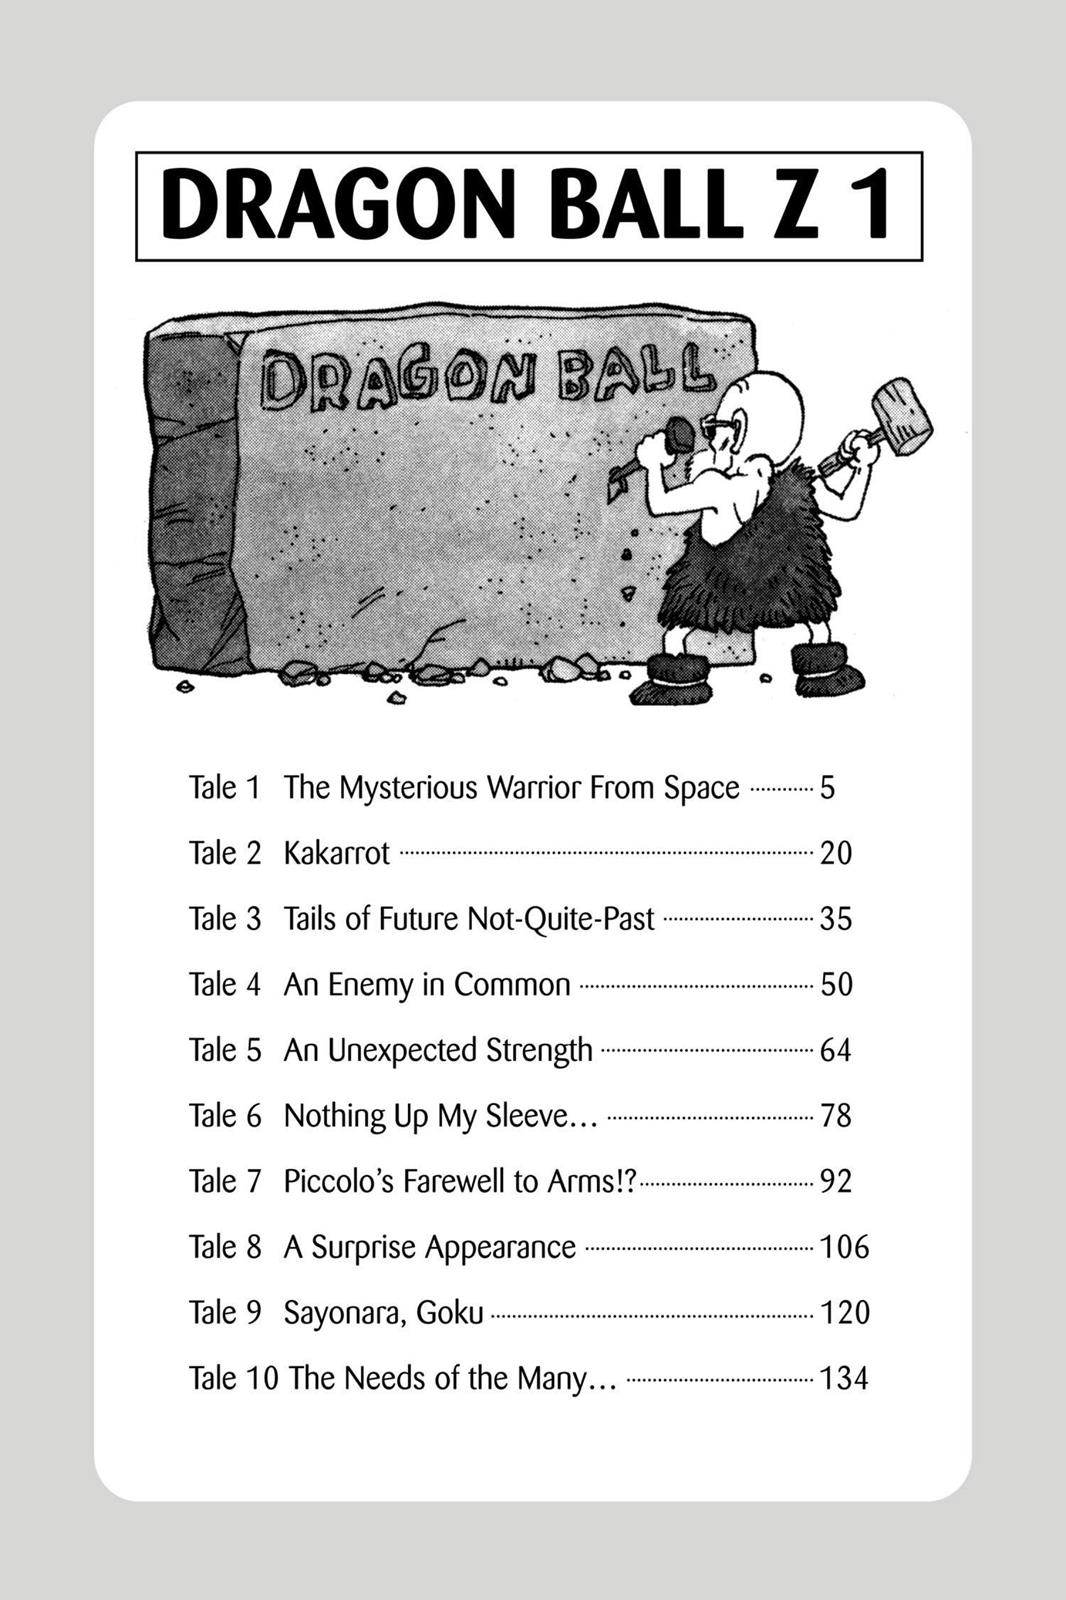 DRAGON BALL Z 1
DRAGON BALL
Tale 1 The Mysterious Warrior From Space 5
Tale 2 Kakarrot 20
Tale 3 Tails of Future Not-Quite-Past 35
Tale 4 An Enemy in Common 50
Tale 5 An Unexpected Strength 64
Tale 6 Nothing Up My Sleeve... 78
Tale 7 Piccolo's Farewell to Arms!? 92
Tale 8 A Surprise Appearance 106
Tale 9 Sayonara, Goku 120
Tale 10 The Needs of the Many... 134